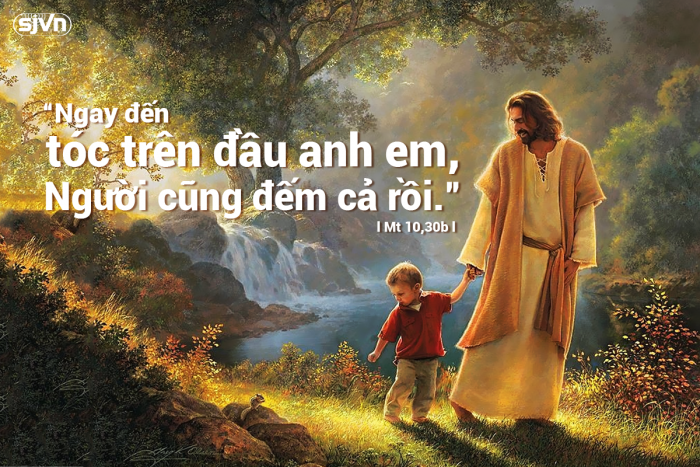 sjvn
“Ngay đến
tóc trên đầu anh em,
Người cũng đếm cả rồi.”
l Mt 10,30b l